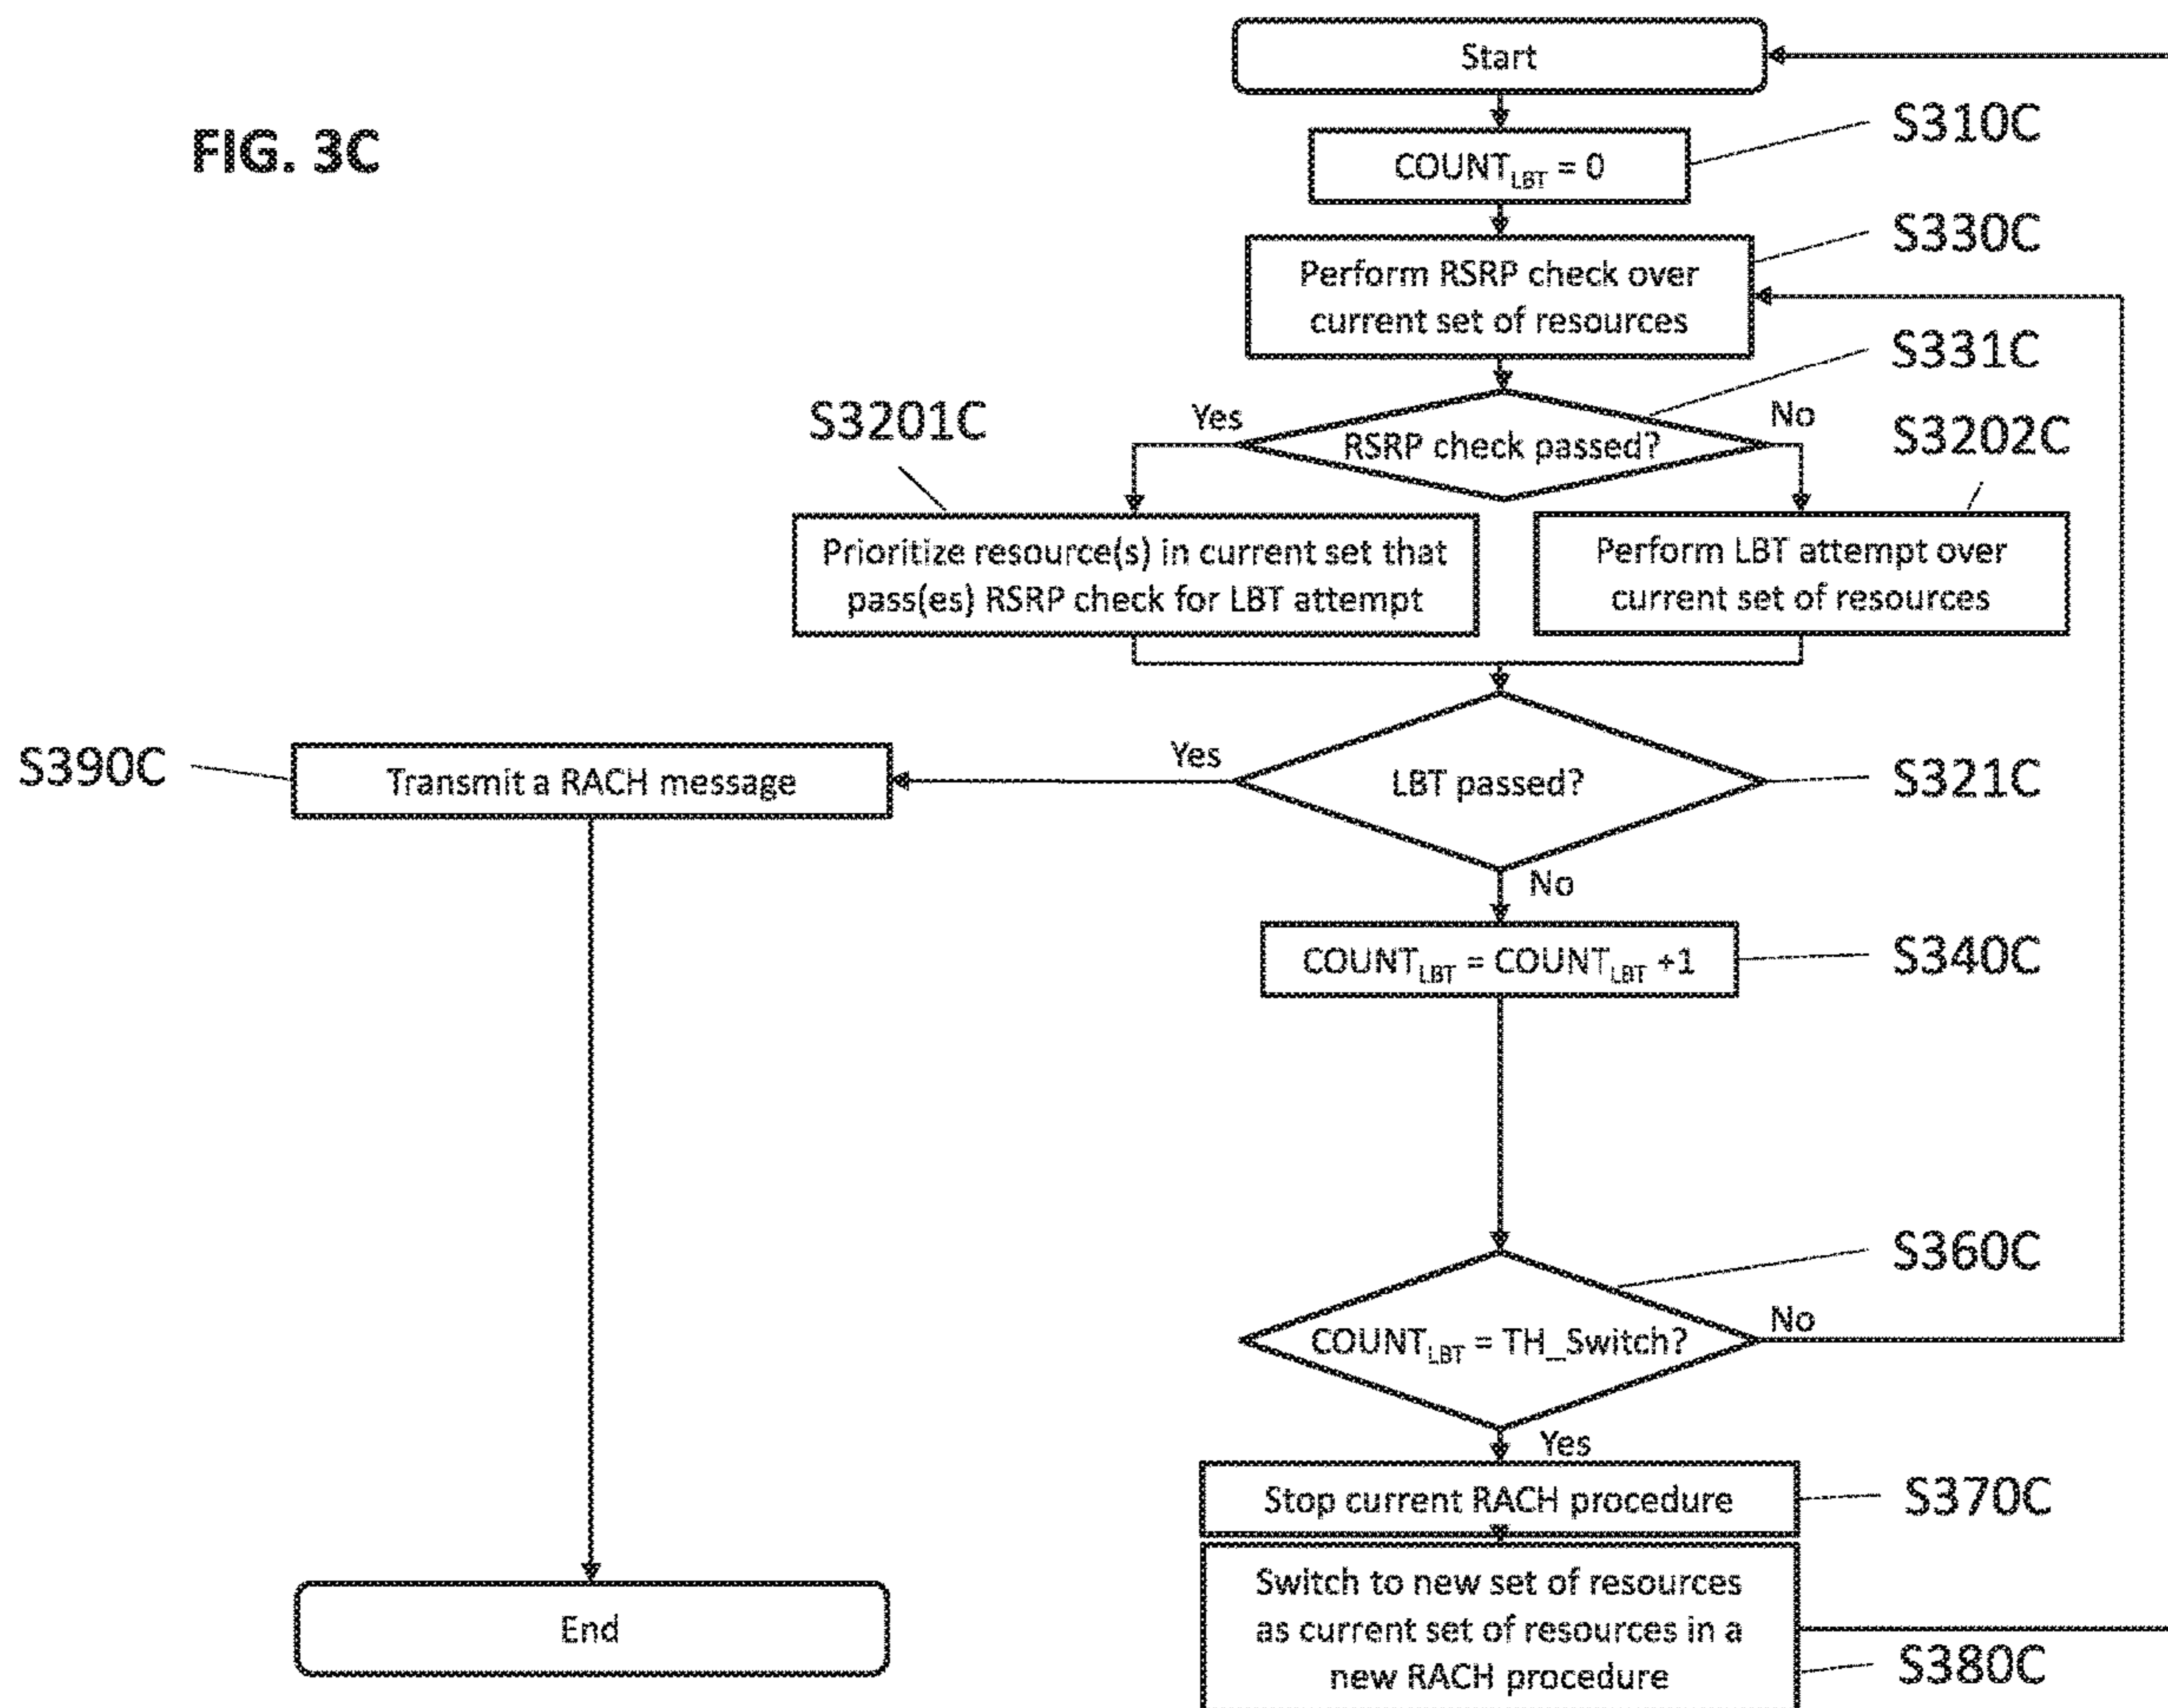 FIG. 3C
Start
COUNT_LBT = 0
S310C
S330C
Perform RSRP check over
current set of resources
S331C
RSRP check passed?
Yes
No
S3201C
S3202C
Prioritize resource(s) in current set that
pass(es) RSRP check for LBT attempt
Perform LBT attempt over
current set of resources
S390C
Transmit a RACH message
Yes
LBT passed?
S321C
No
COUNT_LBT = COUNT_LBT +1
S340C
S360C
COUNT_LBT = TH_Switch?
No
Yes
Stop current RACH procedure
S370C
Switch to new set of resources
as current set of resources in a
new RACH procedure
S380C
End